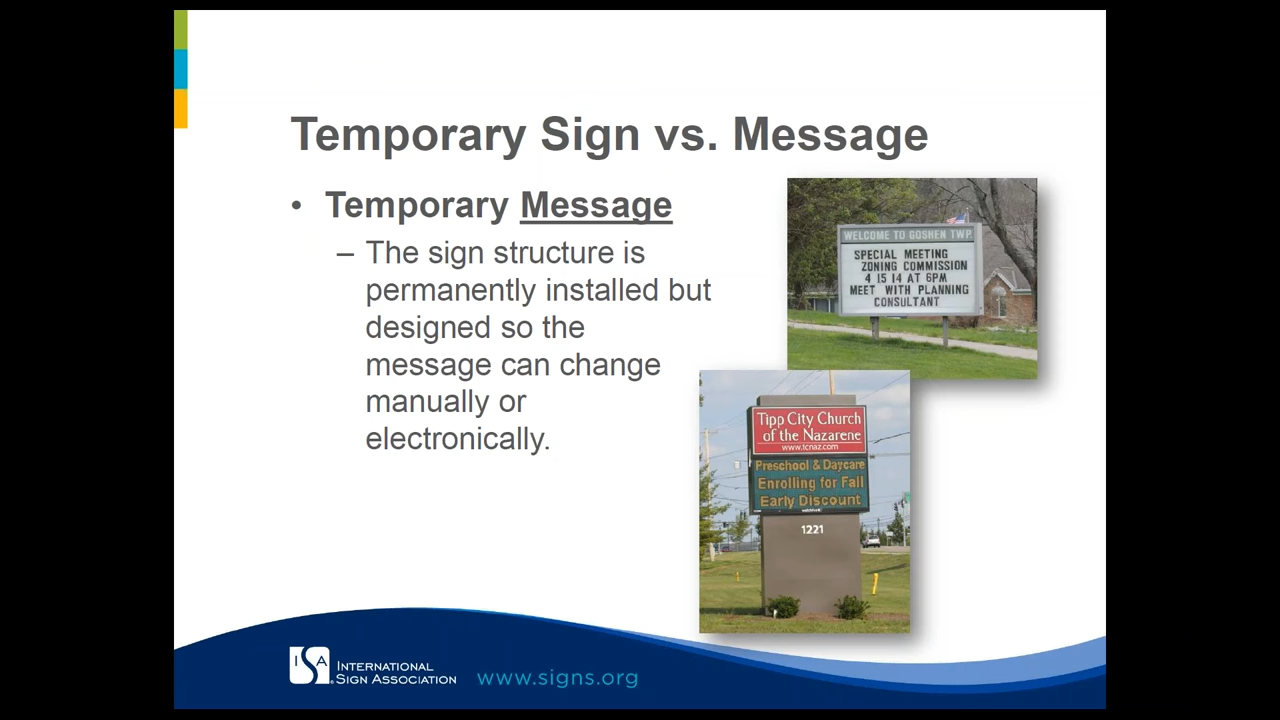 Temporary Sign vs. Message
• Temporary Message
– The sign structure is
permanently installed but
designed so the
message can change
manually or
electronically.
WELCOME TO GOSHEN TWP
SPECIAL MEETING
ZONING COMMISSION
4 15 14 AT 6PM
MEET WITH PLANNING
CONSULTANT
Tipp City Church
of the Nazarene
www.tcnaz.com
Preschool & Daycare
Enrolling for Fall
Early Discount
1221
ISA
INTERNATIONAL
SIGN ASSOCIATION
www.signs.org